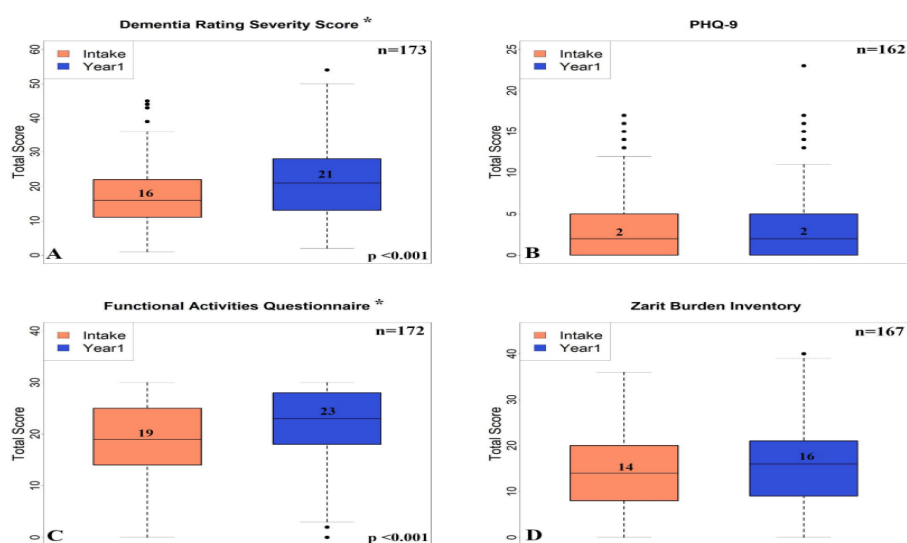 Dementia Rating Severity Score *
Intake
Year1
n=173
Total Score
60
50
40
30
20
10
0
16
21
A
p <0.001
PHQ-9
Intake
Year1
n=162
Total Score
25
20
15
10
5
0
2
2
B
Functional Activities Questionnaire *
Intake
Year1
n=172
Total Score
40
30
20
10
0
19
23
C
p <0.001
Zarit Burden Inventory
Intake
Year1
n=167
Total Score
40
30
20
10
0
14
16
D